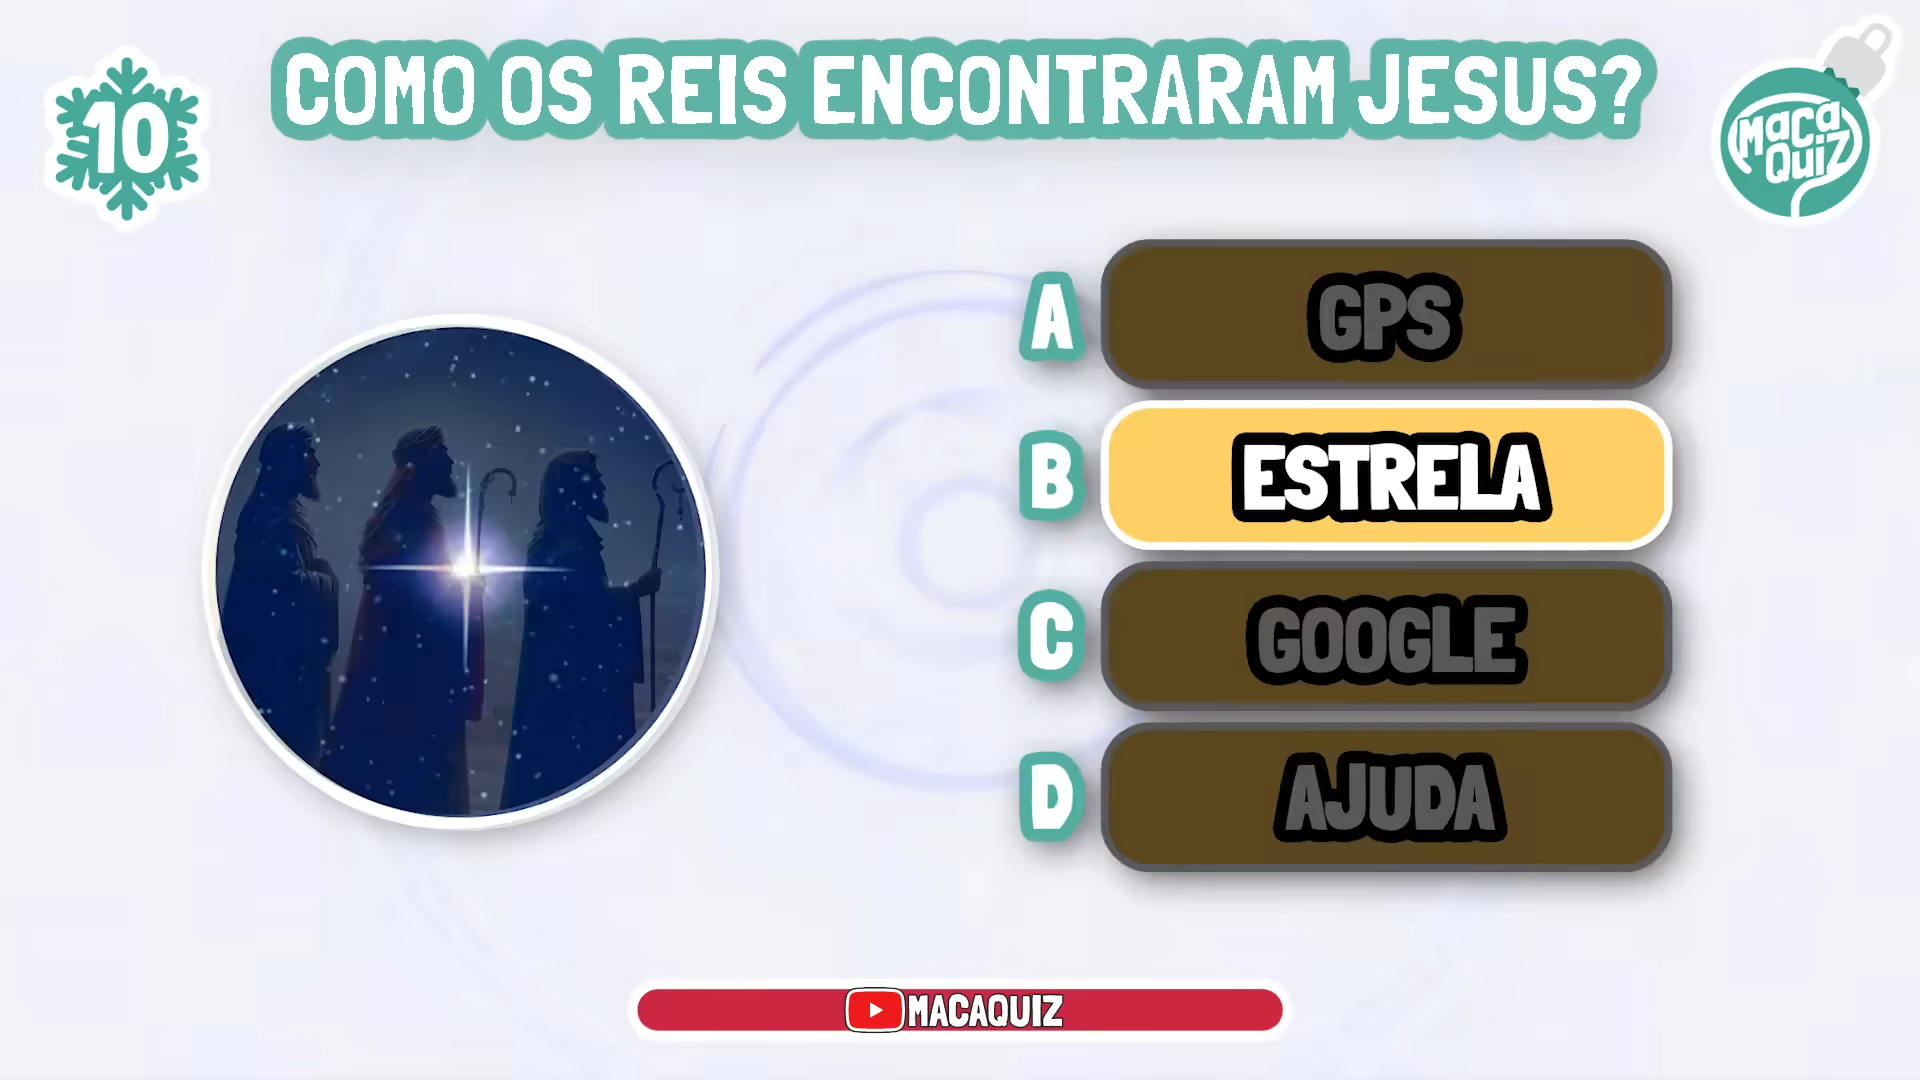 10
COMO OS REIS ENCONTRARAM JESUS?
Maca
Quiz
A
GPS
B
ESTRELA
C
GOOGLE
D
AJUDA
MACAQUIZ